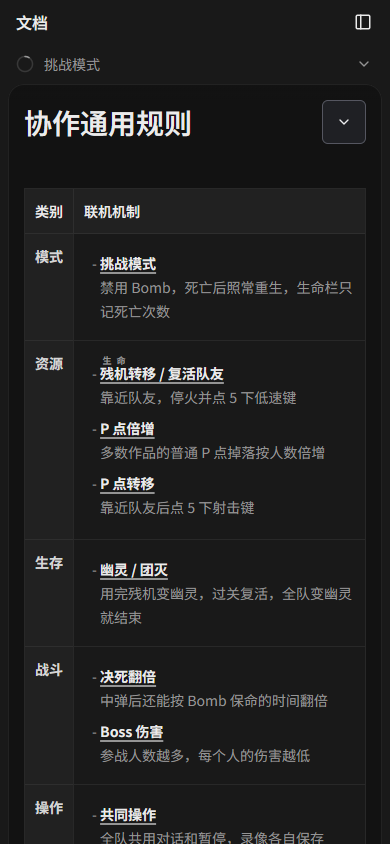 文档
挑战模式
协作通用规则
类别 联机机制
模式
- 挑战模式
禁用 Bomb，死亡后照常重生，生命栏只
记死亡次数
资源
生 命
- 残机转移 / 复活队友
靠近队友，停火并点 5 下低速键
- P 点倍增
多数作品的普通 P 点掉落按人数倍增
- P 点转移
靠近队友后点 5 下射击键
生存
- 幽灵 / 团灭
用完残机变幽灵，过关复活，全队变幽灵
就结束
战斗
- 决死翻倍
中弹后还能按 Bomb 保命的时间翻倍
- Boss 伤害
参战人数越多，每个人的伤害越低
操作
- 共同操作
全队共用对话和暂停，录像各自保存